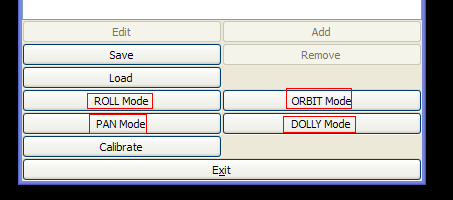 Edit Add
Save Remove
Load
ROLL Mode ORBIT Mode
PAN Mode DOLLY Mode
Calibrate
Exit